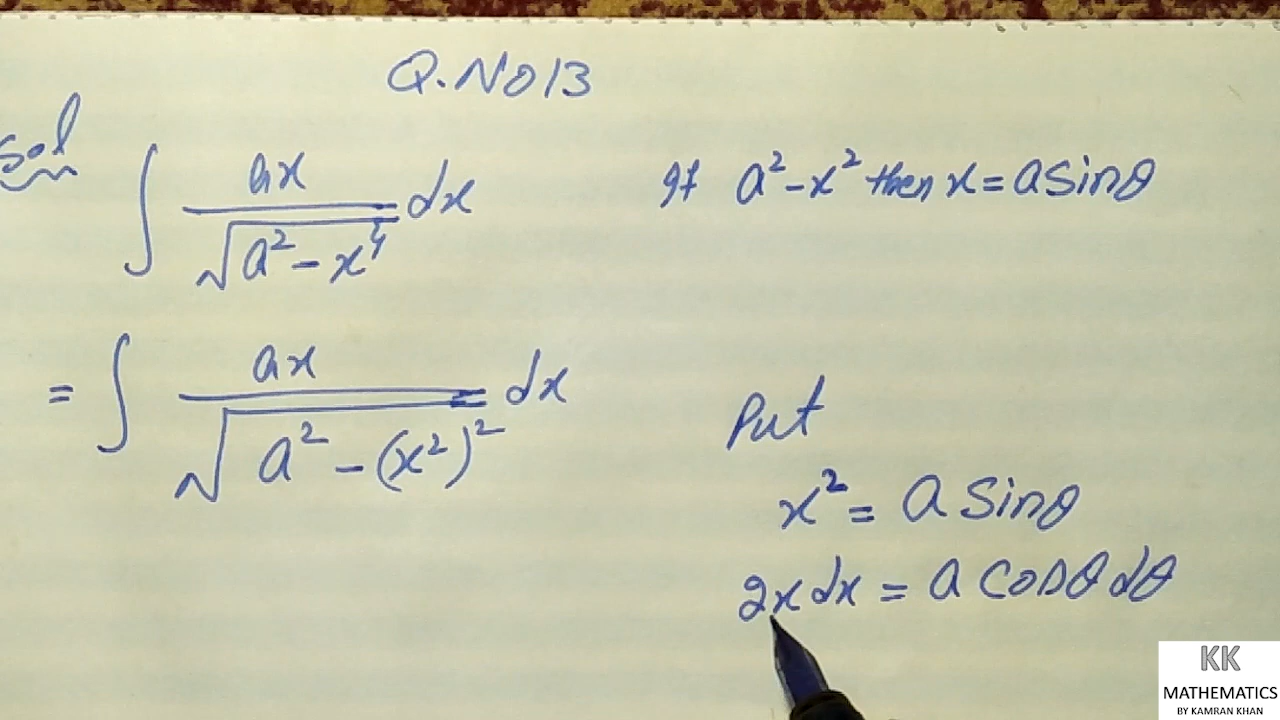 Q.NO13
Sol
∫ ax/√(a² - x⁴) dx
If a² - x² then x = a Sinθ
= ∫ ax/√(a² - (x²)²) dx
Put
x² = a Sinθ
2x dx = a Cosθ dθ
KK
MATHEMATICS
BY KAMRAN KHAN